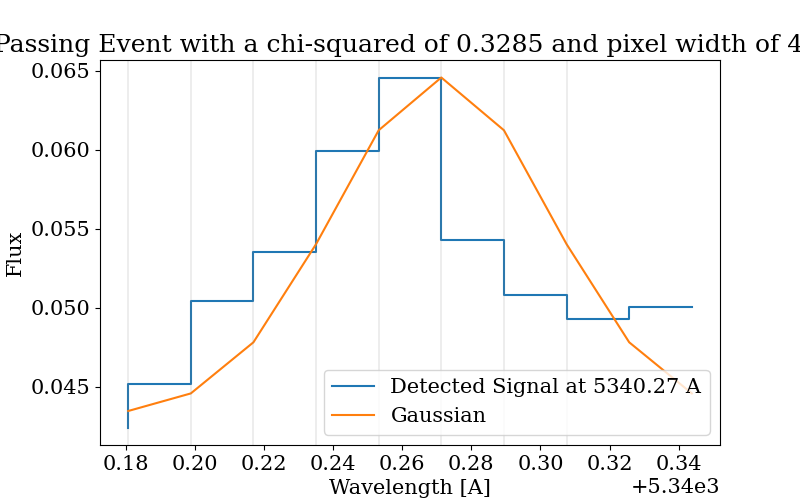 Passing Event with a chi-squared of 0.3285 and pixel width of 4
0.065
0.060
0.055
0.050
0.045
Flux
Detected Signal at 5340.27 A
Gaussian
0.18 0.20 0.22 0.24 0.26 0.28 0.30 0.32 0.34
+5.34e3
Wavelength [A]